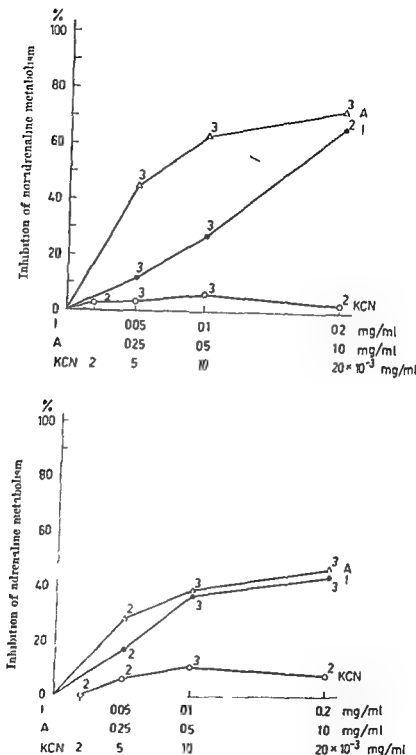 %
100
Inhibition of noradrenaline metabolism
80
3 A
3
2 I
60
3
40
3
20
3
2 3 3 2 KCN
0
I 005 01 02 mg/ml
A 025 05 10 mg/ml
KCN 2 5 10 20 × 10⁻³ mg/ml
%
100
Inhibition of adrenaline metabolism
80
60
3 A
3 I
40
3
3
2
20
2
3
2 2 2 KCN
0
I 005 01 0.2 mg/ml
A 025 05 10 mg/ml
KCN 2 5 10 20 × 10⁻³ mg/ml